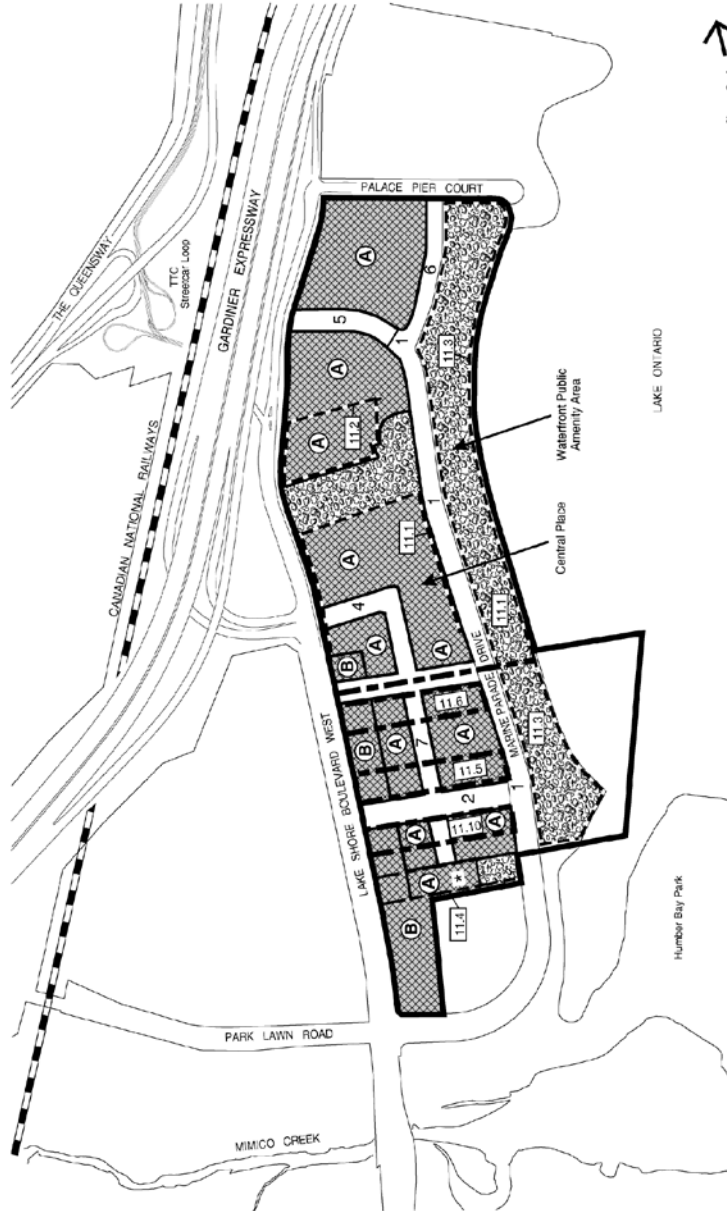 THE QUEENSWAY
TTC
Streetcar Loop
GARDINER EXPRESSWAY
CANADIAN NATIONAL RAILWAYS
PALACE PIER COURT
A
6
5
1
A
11.3
LAKE ONTARIO
A
11.2
Waterfront Public
Amenity Area
1
A
11.1
Central Place
4
11.1
B
A
A
LAKE SHORE BOULEVARD WEST
MARINE PARADE DRIVE
11.6
B
A
7
A
11.5
11.3
2
1
A
11.10
A
A
*
B
11.4
Humber Bay Park
PARK LAWN ROAD
MIMICO CREEK